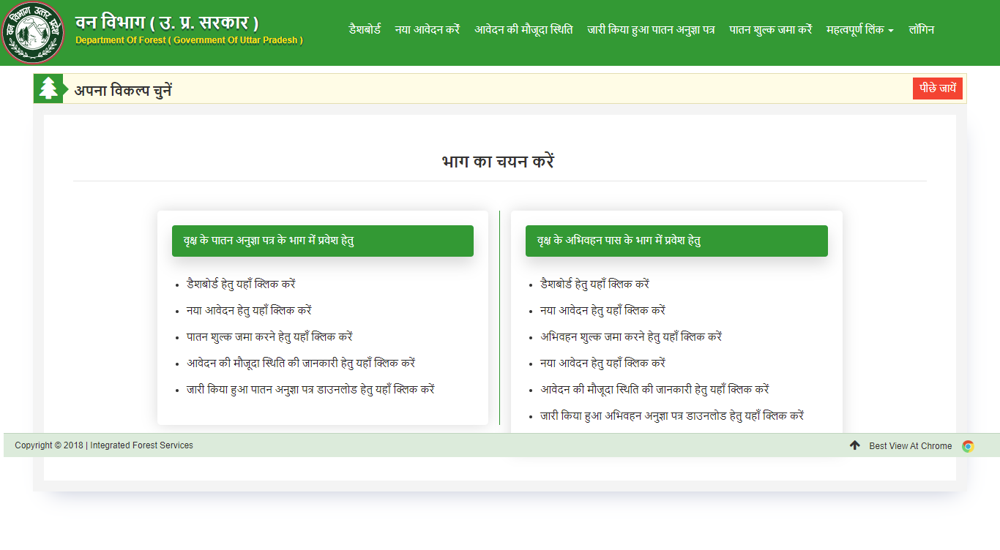 वन विभाग उत्तर प्रदेश
वन विभाग ( उ. प्र. सरकार )
Department Of Forest ( Government Of Uttar Pradesh )
डैशबोर्ड नया आवेदन करें आवेदन की मौजूदा स्थिति जारी किया हुआ पातन अनुज्ञा पत्र पातन शुल्क जमा करें महत्वपूर्ण लिंक लॉगिन
अपना विकल्प चुनें
पीछे जायें
भाग का चयन करें
वृक्ष के पातन अनुज्ञा पत्र के भाग में प्रवेश हेतु
डैशबोर्ड हेतु यहाँ क्लिक करें
नया आवेदन हेतु यहाँ क्लिक करें
पातन शुल्क जमा करने हेतु यहाँ क्लिक करें
आवेदन की मौजूदा स्थिति की जानकारी हेतु यहाँ क्लिक करें
जारी किया हुआ पातन अनुज्ञा पत्र डाउनलोड हेतु यहाँ क्लिक करें
वृक्ष के अभिवहन पास के भाग में प्रवेश हेतु
डैशबोर्ड हेतु यहाँ क्लिक करें
नया आवेदन हेतु यहाँ क्लिक करें
अभिवहन शुल्क जमा करने हेतु यहाँ क्लिक करें
नया आवेदन हेतु यहाँ क्लिक करें
आवेदन की मौजूदा स्थिति की जानकारी हेतु यहाँ क्लिक करें
जारी किया हुआ अभिवहन अनुज्ञा पत्र डाउनलोड हेतु यहाँ क्लिक करें
Copyright © 2018 | Integrated Forest Services
Best View At Chrome